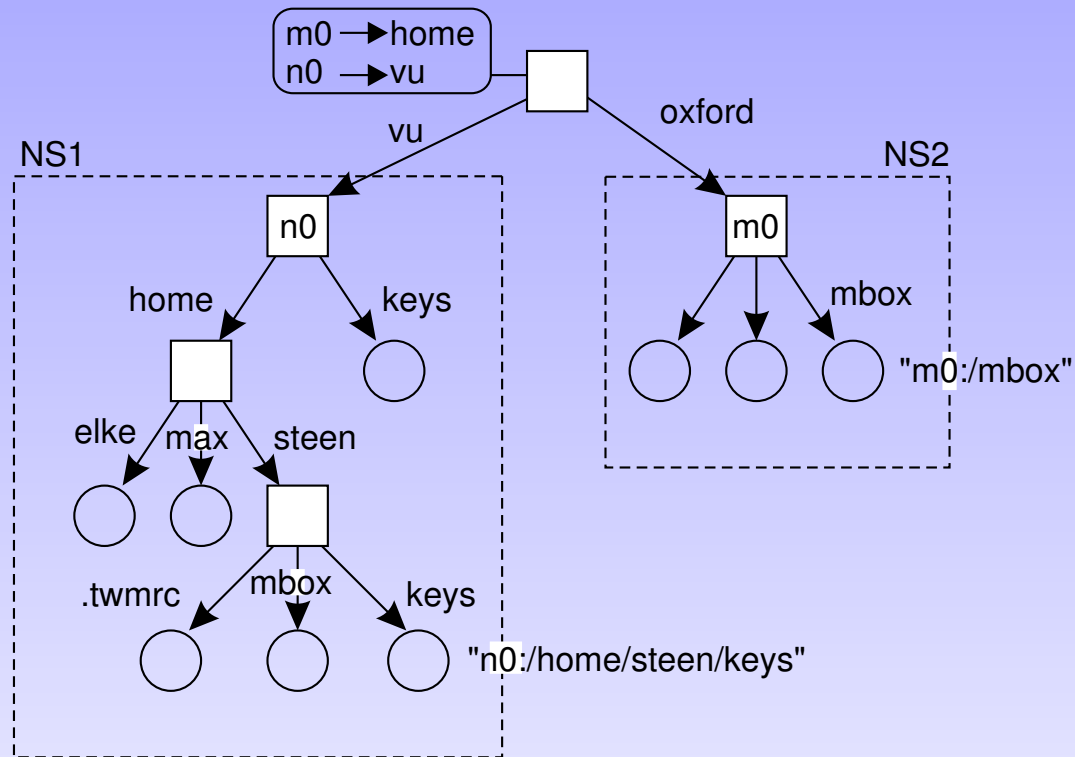 m0 → home
n0 → vu
vu
oxford
NS1
NS2
n0
m0
home
keys
mbox
"m0:/mbox"
elke
max
steen
.twmrc
mbox
keys
"n0:/home/steen/keys"